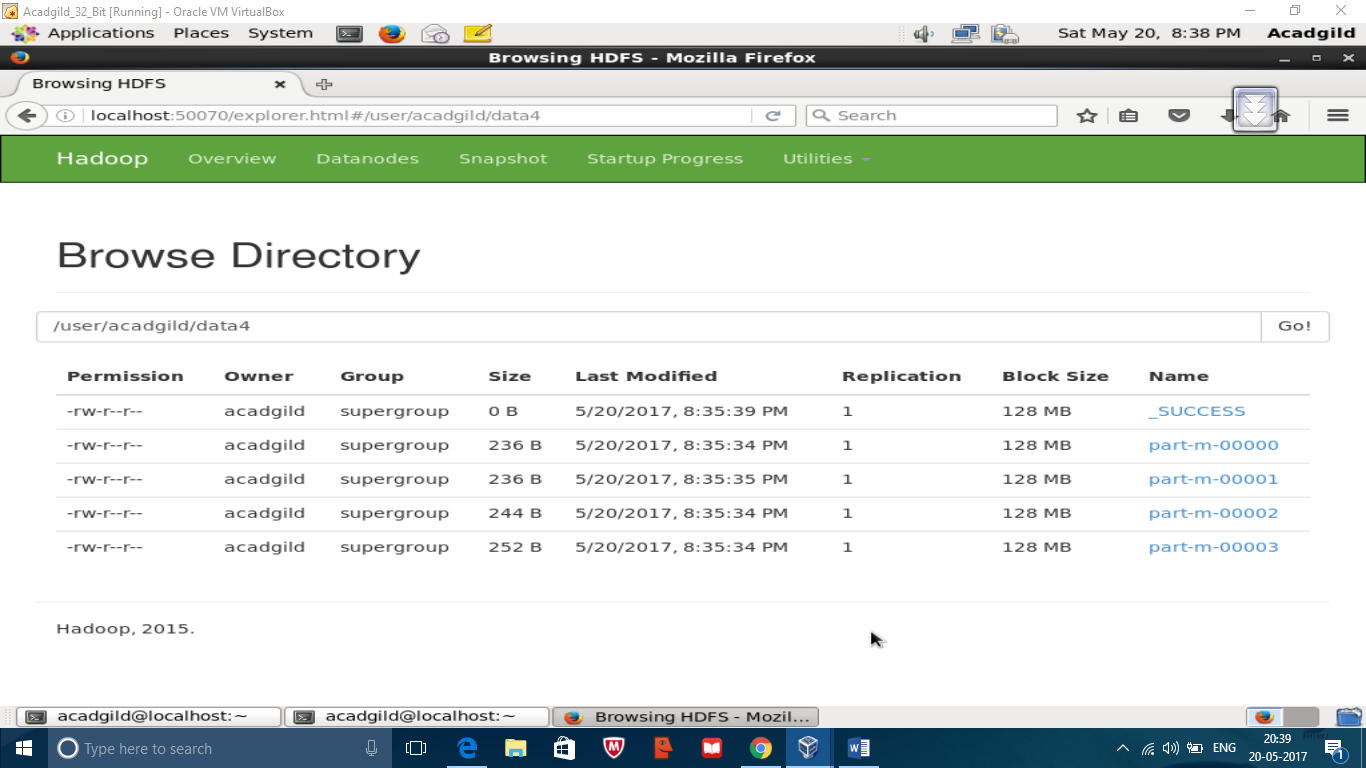 Acadgild_32_Bit [Running] - Oracle VM VirtualBox
Applications Places System Sat May 20, 8:38 PM Acadgild
Browsing HDFS - Mozilla Firefox
Browsing HDFS
localhost:50070/explorer.html#/user/acadgild/data4 Search
Hadoop Overview Datanodes Snapshot Startup Progress Utilities
Browse Directory
/user/acadgild/data4 Go!
Permission Owner Group Size Last Modified Replication Block Size Name
-rw-r--r-- acadgild supergroup 0 B 5/20/2017, 8:35:39 PM 1 128 MB _SUCCESS
-rw-r--r-- acadgild supergroup 236 B 5/20/2017, 8:35:34 PM 1 128 MB part-m-00000
-rw-r--r-- acadgild supergroup 236 B 5/20/2017, 8:35:35 PM 1 128 MB part-m-00001
-rw-r--r-- acadgild supergroup 244 B 5/20/2017, 8:35:34 PM 1 128 MB part-m-00002
-rw-r--r-- acadgild supergroup 252 B 5/20/2017, 8:35:34 PM 1 128 MB part-m-00003
Hadoop, 2015.
acadgild@localhost:~ acadgild@localhost:~ Browsing HDFS - Mozil...
Type here to search ENG 20:39
20-05-2017 1